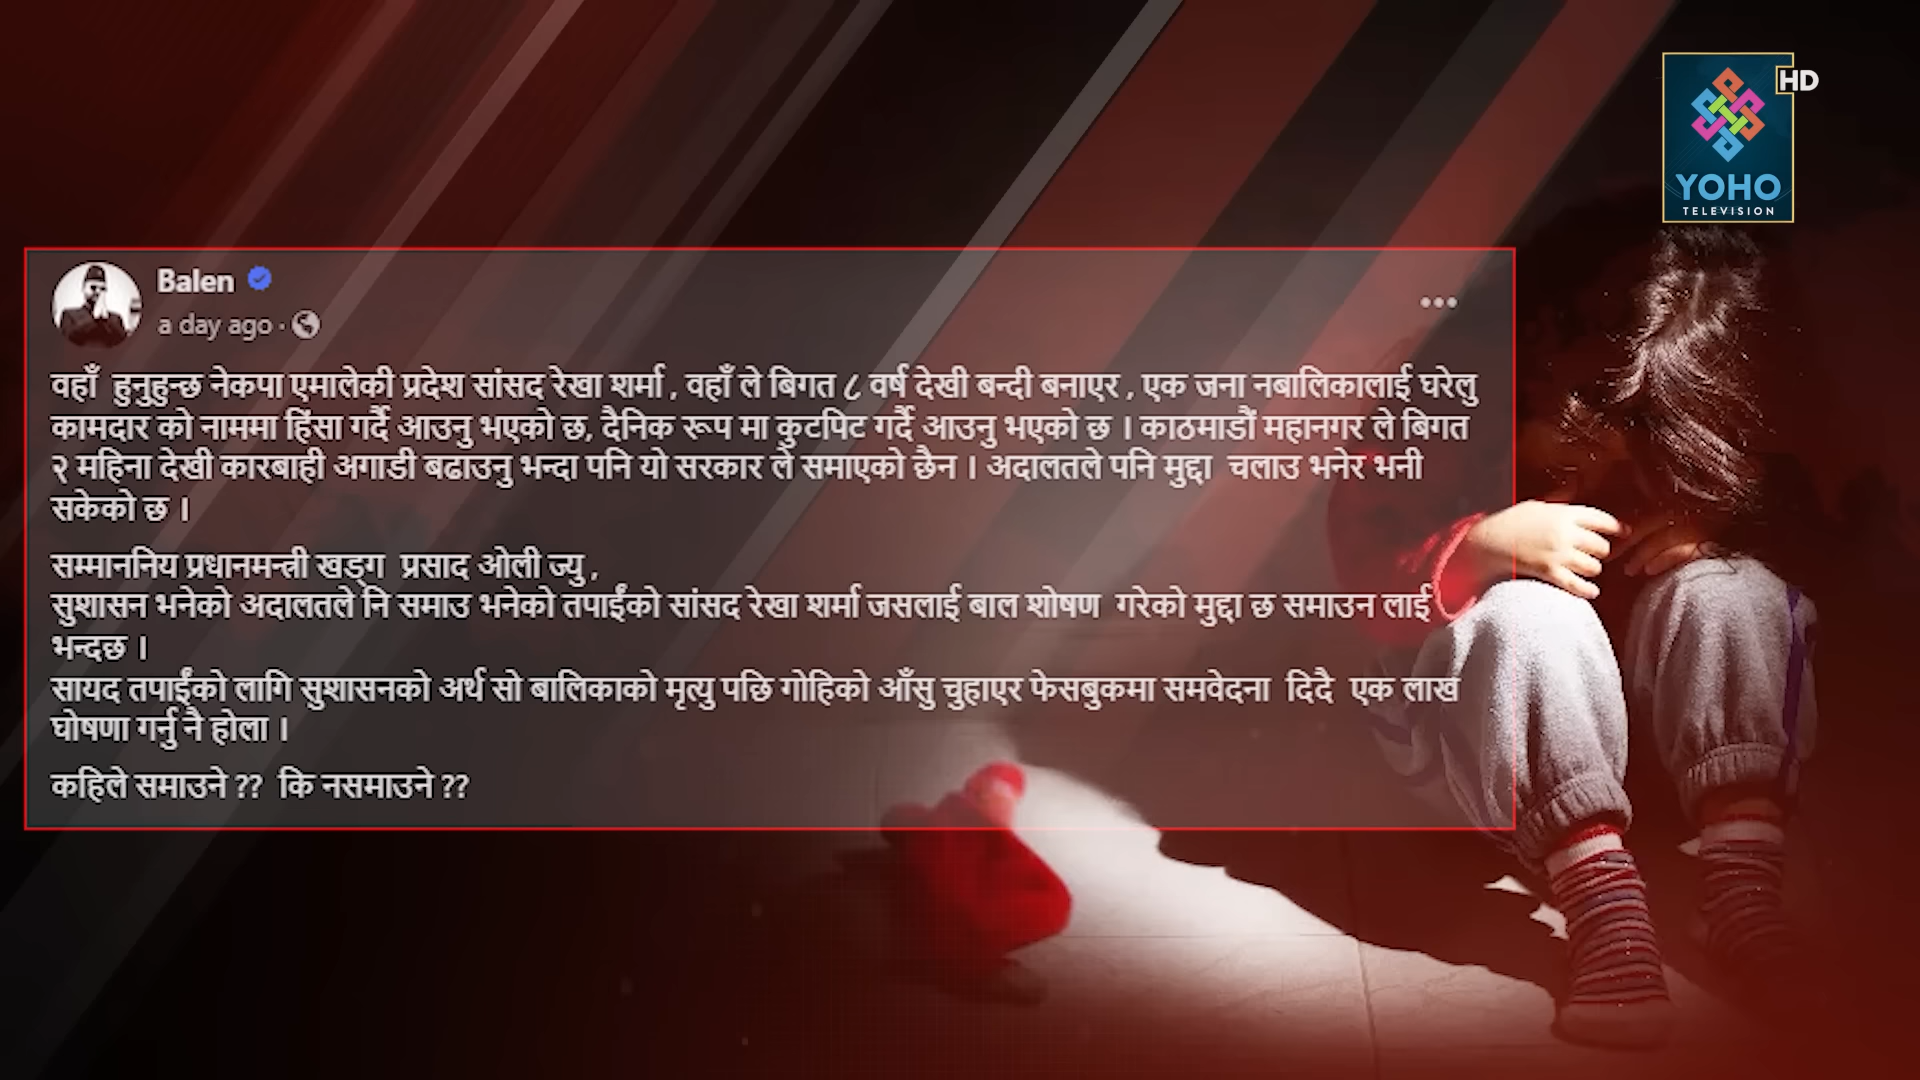 HD
YOHO
TELEVISION
Balen
a day ago ·
वहाँ हुनुहुन्छ नेकपा एमालेकी प्रदेश सांसद रेखा शर्मा , वहाँ ले बिगत ८ वर्ष देखी बन्दी बनाएर , एक जना नबालिकालाई घरेलु
कामदार को नाममा हिंसा गर्दै आउनु भएको छ, दैनिक रूप मा कुटपिट गर्दै आउनु भएको छ । काठमाडौं महानगर ले बिगत
२ महिना देखी कारबाही अगाडी बढाउनु भन्दा पनि यो सरकार ले समाएको छैन । अदालतले पनि मुद्दा चलाउ भनेर भनी
सकेको छ ।
सम्माननिय प्रधानमन्त्री खड्ग प्रसाद ओली ज्यु ,
सुशासन भनेको अदालतले नि समाउ भनेको तपाईंको सांसद रेखा शर्मा जसलाई बाल शोषण गरेको मुद्दा छ समाउन लाई
भन्दछ ।
सायद तपाईंको लागि सुशासनको अर्थ सो बालिकाको मृत्यु पछि गोहिको आँसु चुहाएर फेसबुकमा समवेदना दिदै एक लाख
घोषणा गर्नु नै होला ।
कहिले समाउने ?? कि नसमाउने ??